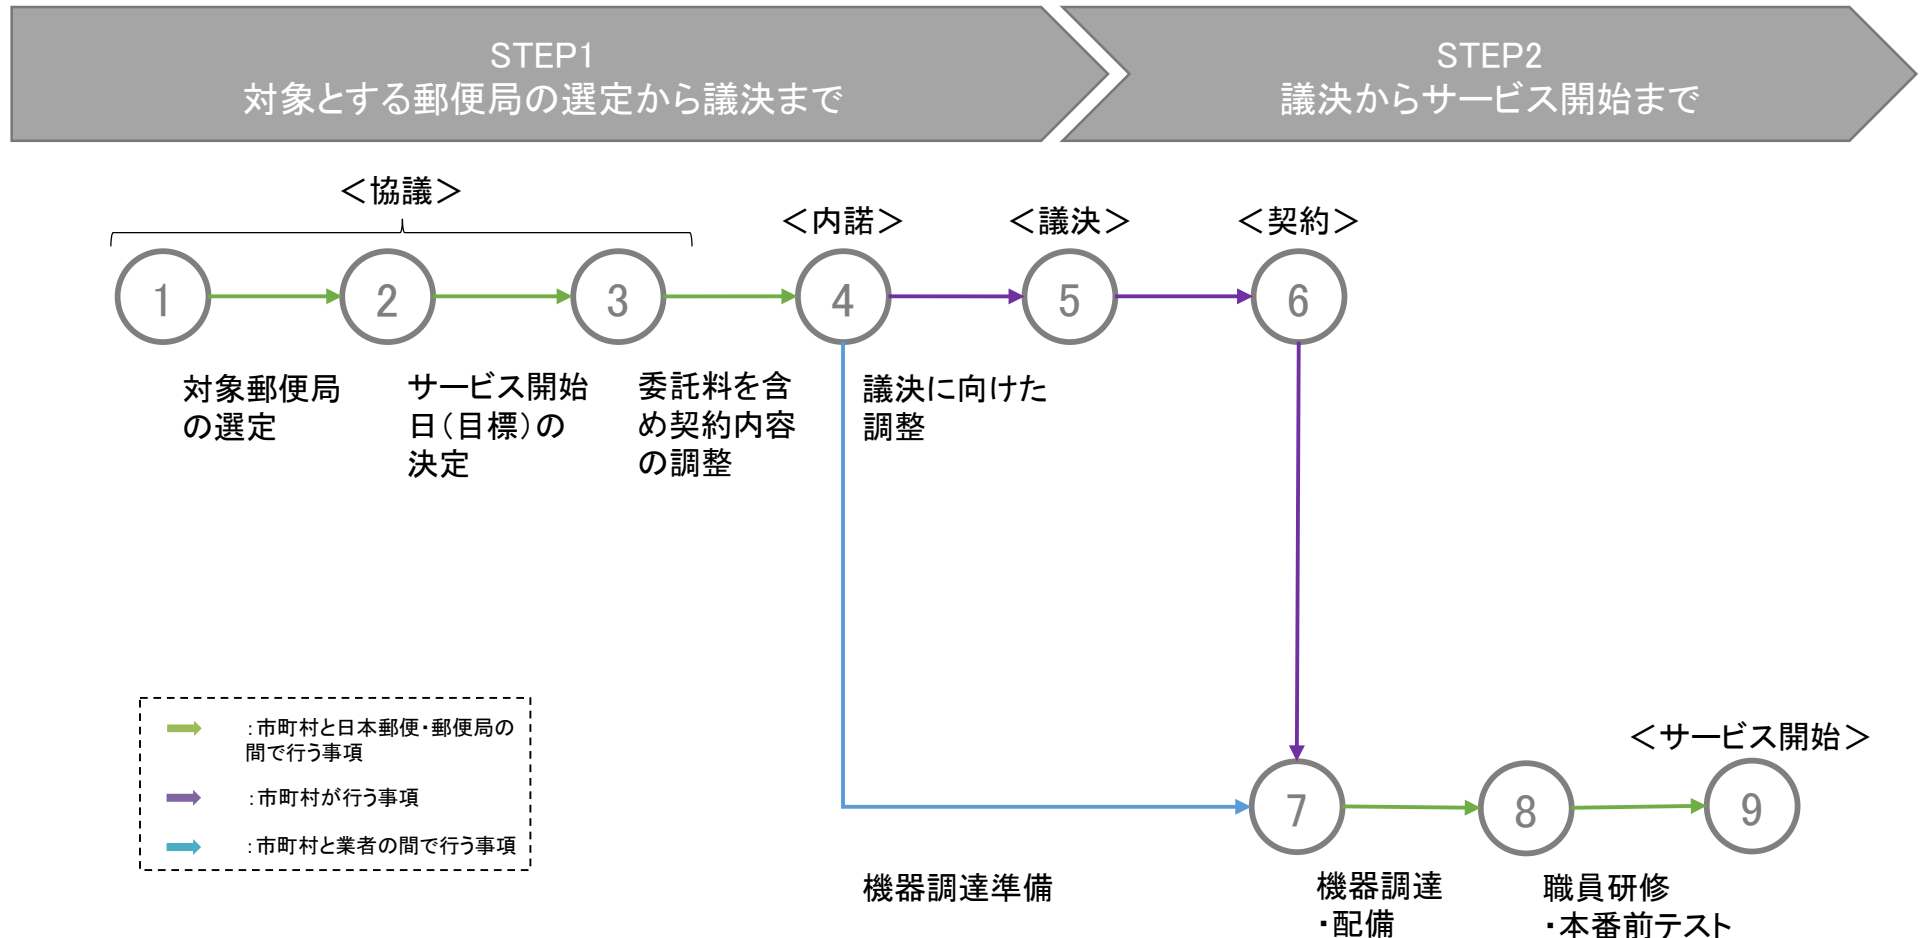 STEP1
対象とする郵便局の選定から議決まで
STEP2
議決からサービス開始まで
＜協議＞
＜内諾＞
＜議決＞
＜契約＞
1
2
3
4
5
6
対象郵便局
の選定
サービス開始
日（目標）の
決定
委託料を含
め契約内容
の調整
議決に向けた
調整
：市町村と日本郵便・郵便局の
間で行う事項
：市町村が行う事項
：市町村と業者の間で行う事項
＜サービス開始＞
7
8
9
機器調達準備
機器調達
・配備
職員研修
・本番前テスト